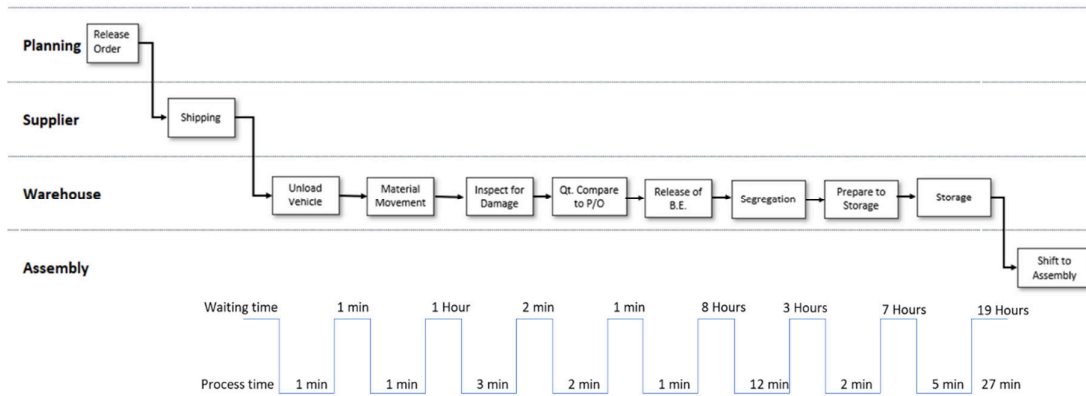 Planning
Release
Order
Supplier
Shipping
Warehouse
Unload
Vehicle
Material
Movement
Inspect for
Damage
Qt. Compare
to P/O
Release of
B.E.
Segregation
Prepare to
Storage
Storage
Assembly
Shift to
Assembly
Waiting time 1 min 1 Hour 2 min 1 min 8 Hours 3 Hours 7 Hours 19 Hours
Process time 1 min 1 min 3 min 2 min 1 min 12 min 2 min 5 min 27 min